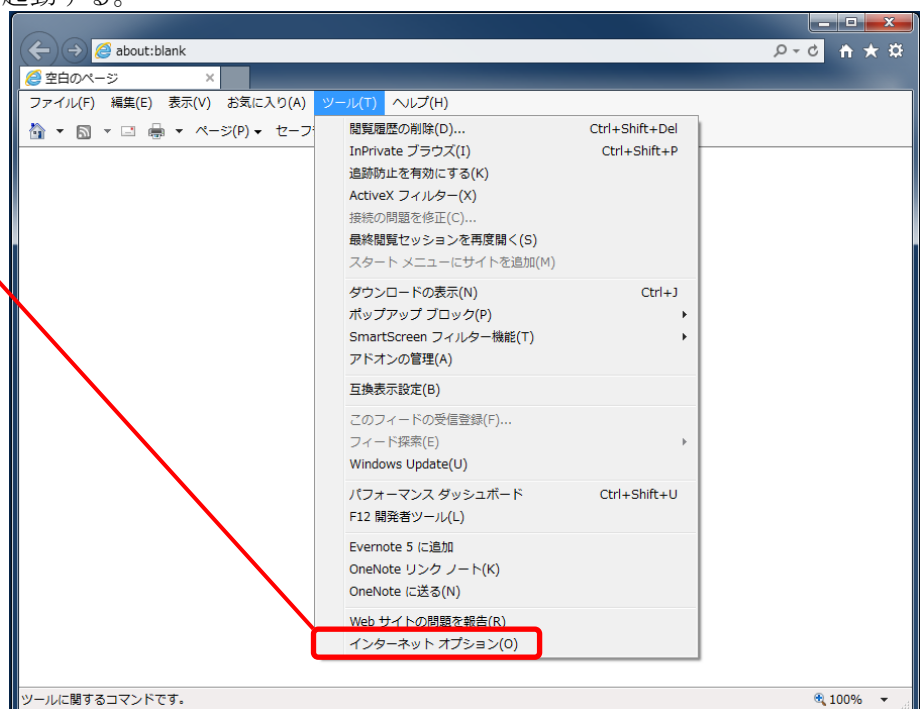 起動する。
about:blank
空白のページ
ファイル(F) 編集(E) 表示(V) お気に入り(A) ツール(T) ヘルプ(H)
ページ(P) セーフ
閲覧履歴の削除(D)... Ctrl+Shift+Del
InPrivate ブラウズ(I) Ctrl+Shift+P
追跡防止を有効にする(K)
ActiveX フィルター(X)
接続の問題を修正(C)...
最終閲覧セッションを再度開く(S)
スタート メニューにサイトを追加(M)
ダウンロードの表示(N) Ctrl+J
ポップアップ ブロック(P)
SmartScreen フィルター機能(T)
アドオンの管理(A)
互換表示設定(B)
このフィードの受信登録(F)...
フィード探索(E)
Windows Update(U)
パフォーマンス ダッシュボード Ctrl+Shift+U
F12 開発者ツール(L)
Evernote 5 に追加
OneNote リンク ノート(K)
OneNote に送る(N)
Web サイトの問題を報告(R)
インターネット オプション(O)
ツールに関するコマンドです。 100%